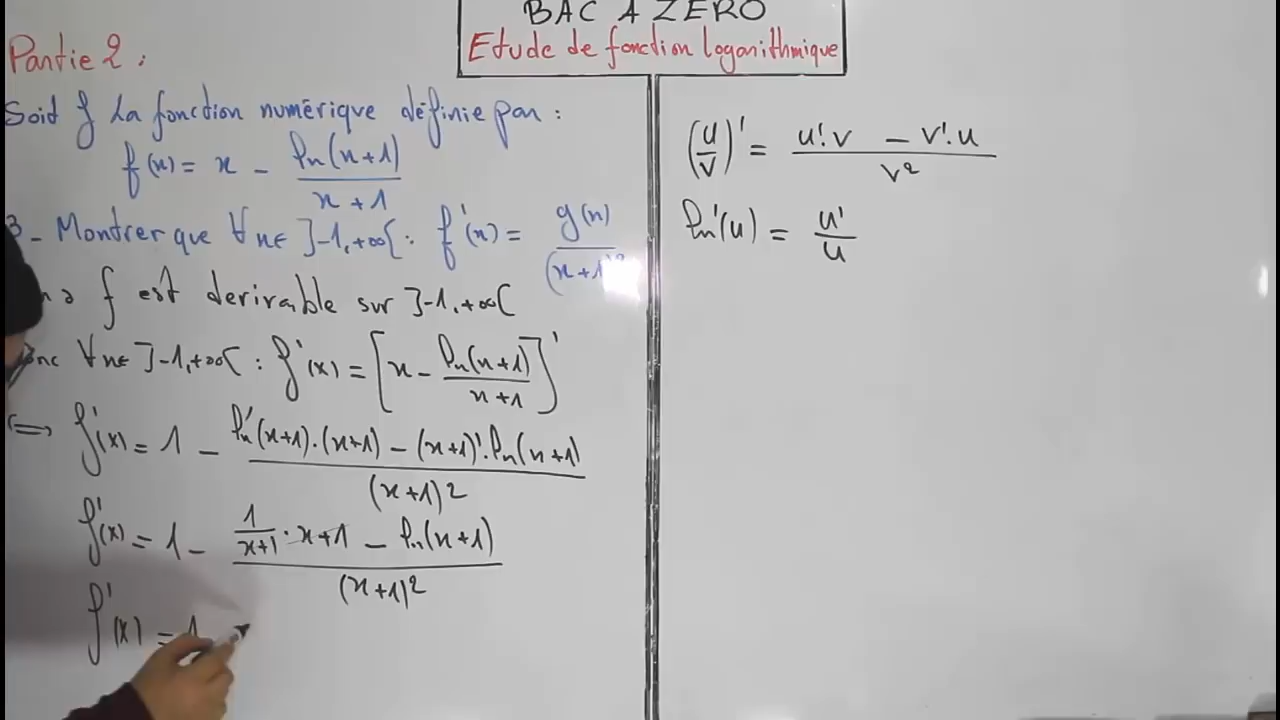 BAC A ZERO
Etude de fonction logarithmique
Partie 2 :
Soid f la fonction numérique définie par :
f(x) = x - ln(x+1) / x+1
3 - Montrer que ∀x∈ ]-1,+∞[ : f'(x) = g(x) / (x+1)²
f est derivable sur ]-1,+∞[
∀x∈ ]-1,+∞[ : f'(x) = [x - ln(x+1) / x+1]'
⟺ f'(x) = 1 - ln'(x+1).(x+1) - (x+1)'.ln(x+1) / (x+1)²
f'(x) = 1 - 1/x+1 . x+1 - ln(x+1) / (x+1)²
f'(x) = 1
(u/v)' = u'.v - v'.u / v²
ln'(u) = u'/u